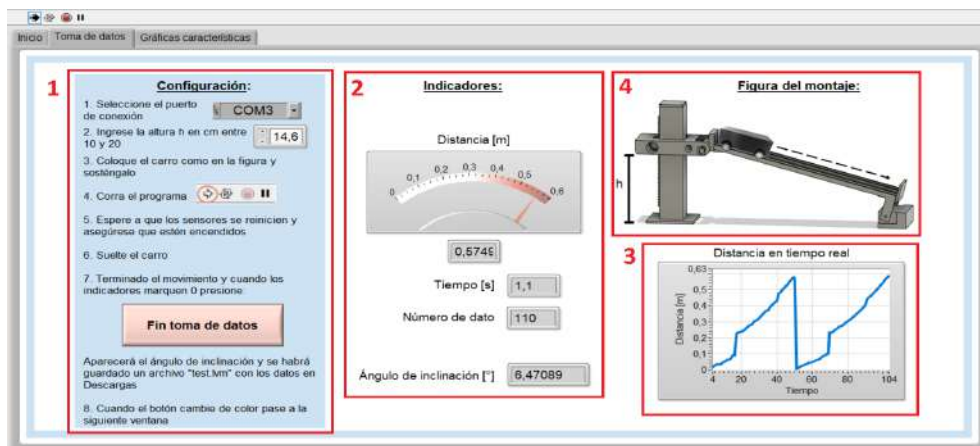 Inicio Toma de datos Gráficas características
1
Configuración:
1. Seleccione el puerto
de conexión
COM3
2. Ingrese la altura h en cm entre
10 y 20
14,6
3. Coloque el carro como en la figura y
sosténgalo
4. Corra el programa
5. Espere a que los sensores se reinicien y
asegúrese que estén encendidos
6. Suelte el carro
7. Terminado el movimiento y cuando los
indicadores marquen 0 presione:
Fin toma de datos
Aparecerá el ángulo de inclinación y se habrá
guardado un archivo "test.lvm" con los datos en
Descargas
8. Cuando el botón cambie de color pase a la
siguiente ventana
2
Indicadores:
Distancia [m]
0 0,1 0,2 0,3 0,4 0,5 0,6
0,5749
Tiempo [s] 1,1
Número de dato 110
Ángulo de inclinación [°] 6,47089
4
Figura del montaje:
h
3
Distancia en tiempo real
Distancia [m]
0,63
0,5
0,4
0,3
0,2
0,1
0
4 20 40 60 80 104
Tiempo